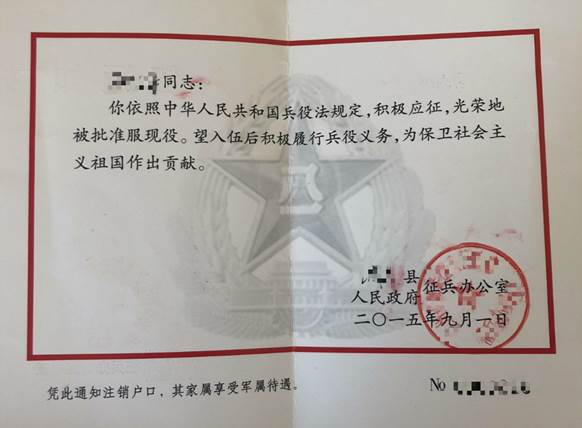 同志：
你依照中华人民共和国兵役法规定，积极应征，光荣地
被批准服现役。望入伍后积极履行兵役义务，为保卫社会主
义祖国作出贡献。
县
人民政府征兵办公室
二〇一五年九月一日
凭此通知注销户口，其家属享受军属待遇。
No